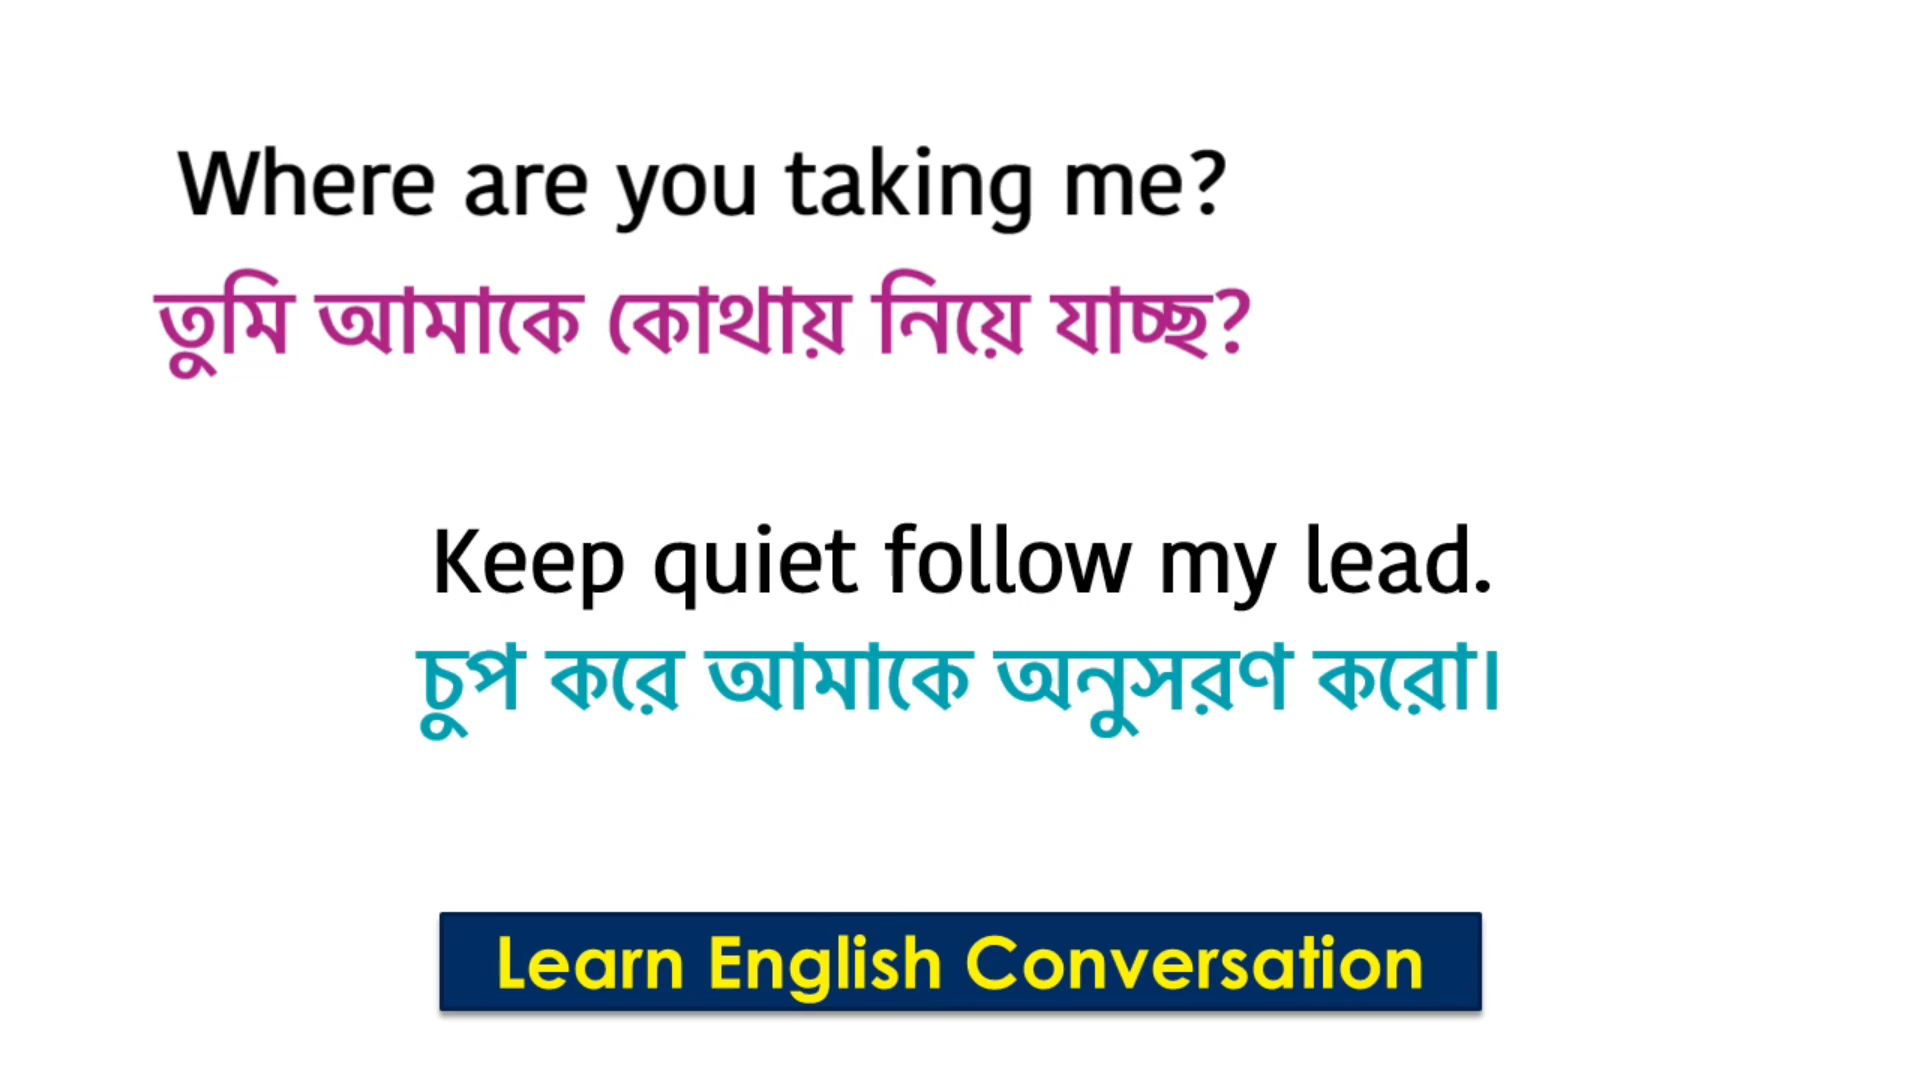 Where are you taking me?
তুমি আমাকে কোথায় নিয়ে যাচ্ছ?
Keep quiet follow my lead.
চুপ করে আমাকে অনুসরণ করো।
Learn English Conversation